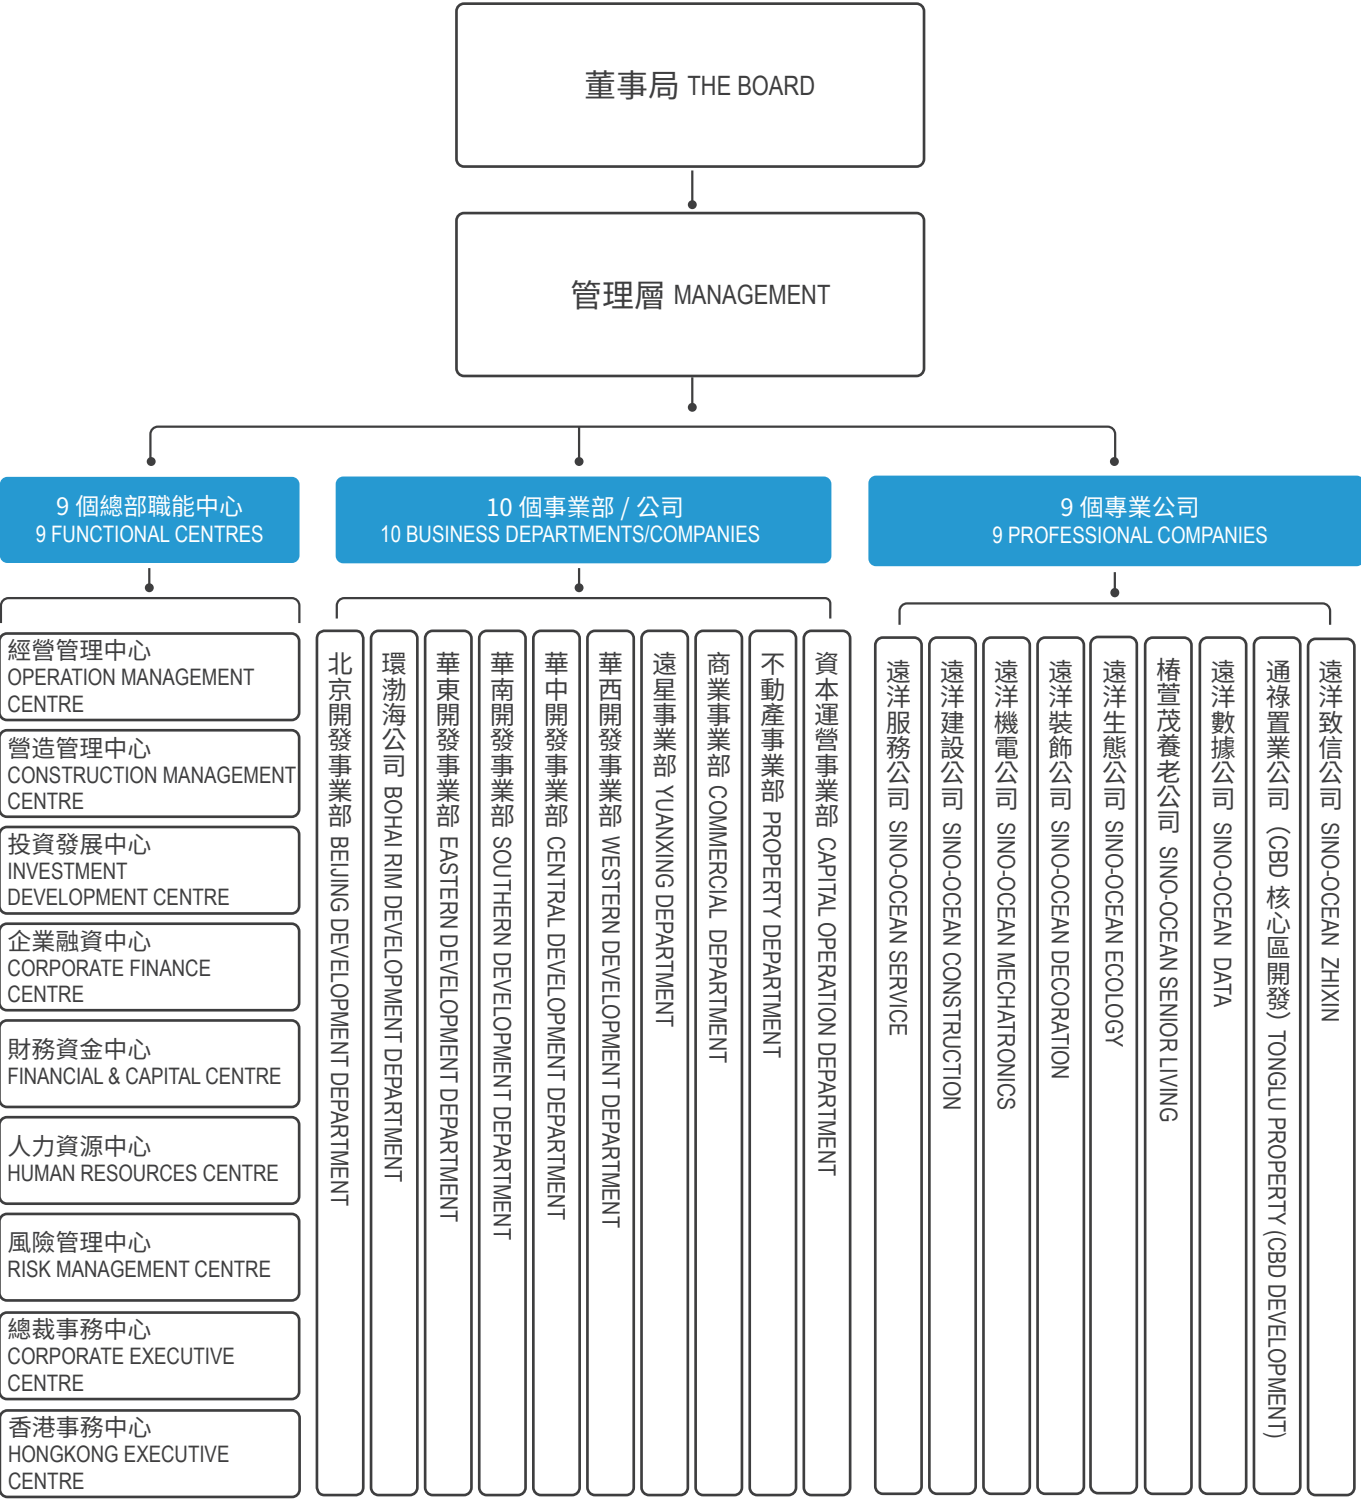 董事局 THE BOARD
管理層 MANAGEMENT
9 個總部職能中心
9 FUNCTIONAL CENTRES
10 個事業部 / 公司
10 BUSINESS DEPARTMENTS/COMPANIES
9 個專業公司
9 PROFESSIONAL COMPANIES
經營管理中心
OPERATION MANAGEMENT
CENTRE
營造管理中心
CONSTRUCTION MANAGEMENT
CENTRE
投資發展中心
INVESTMENT
DEVELOPMENT CENTRE
企業融資中心
CORPORATE FINANCE
CENTRE
財務資金中心
FINANCIAL & CAPITAL CENTRE
人力資源中心
HUMAN RESOURCES CENTRE
風險管理中心
RISK MANAGEMENT CENTRE
總裁事務中心
CORPORATE EXECUTIVE
CENTRE
香港事務中心
HONGKONG EXECUTIVE
CENTRE
北京開發事業部 BEIJING DEVELOPMENT DEPARTMENT
環渤海公司 BOHAI RIM DEVELOPMENT DEPARTMENT
華東開發事業部 EASTERN DEVELOPMENT DEPARTMENT
華南開發事業部 SOUTHERN DEVELOPMENT DEPARTMENT
華中開發事業部 CENTRAL DEVELOPMENT DEPARTMENT
華西開發事業部 WESTERN DEVELOPMENT DEPARTMENT
遠星事業部 YUANXING DEPARTMENT
商業事業部 COMMERCIAL DEPARTMENT
不動產事業部 PROPERTY DEPARTMENT
資本運營事業部 CAPITAL OPERATION DEPARTMENT
遠洋服務公司 SINO-OCEAN SERVICE
遠洋建設公司 SINO-OCEAN CONSTRUCTION
遠洋機電公司 SINO-OCEAN MECHATRONICS
遠洋裝飾公司 SINO-OCEAN DECORATION
遠洋生態公司 SINO-OCEAN ECOLOGY
椿萱茂養老公司 SINO-OCEAN SENIOR LIVING
遠洋數據公司 SINO-OCEAN DATA
通祿置業公司（CBD 核心區開發）TONGLU PROPERTY (CBD DEVELOPMENT)
遠洋致信公司 SINO-OCEAN ZHIXIN